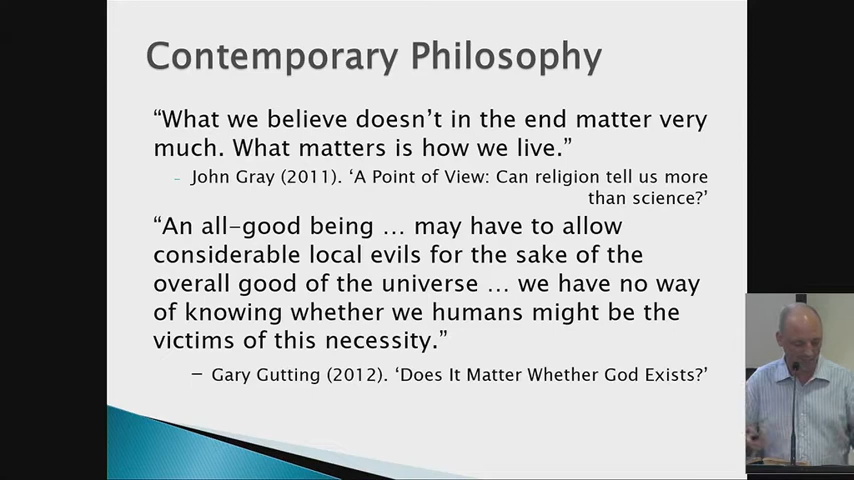 Contemporary Philosophy
“What we believe doesn’t in the end matter very
much. What matters is how we live.”
– John Gray (2011). ‘A Point of View: Can religion tell us more
than science?’
“An all-good being … may have to allow
considerable local evils for the sake of the
overall good of the universe … we have no way
of knowing whether we humans might be the
victims of this necessity.”
– Gary Gutting (2012). ‘Does It Matter Whether God Exists?’